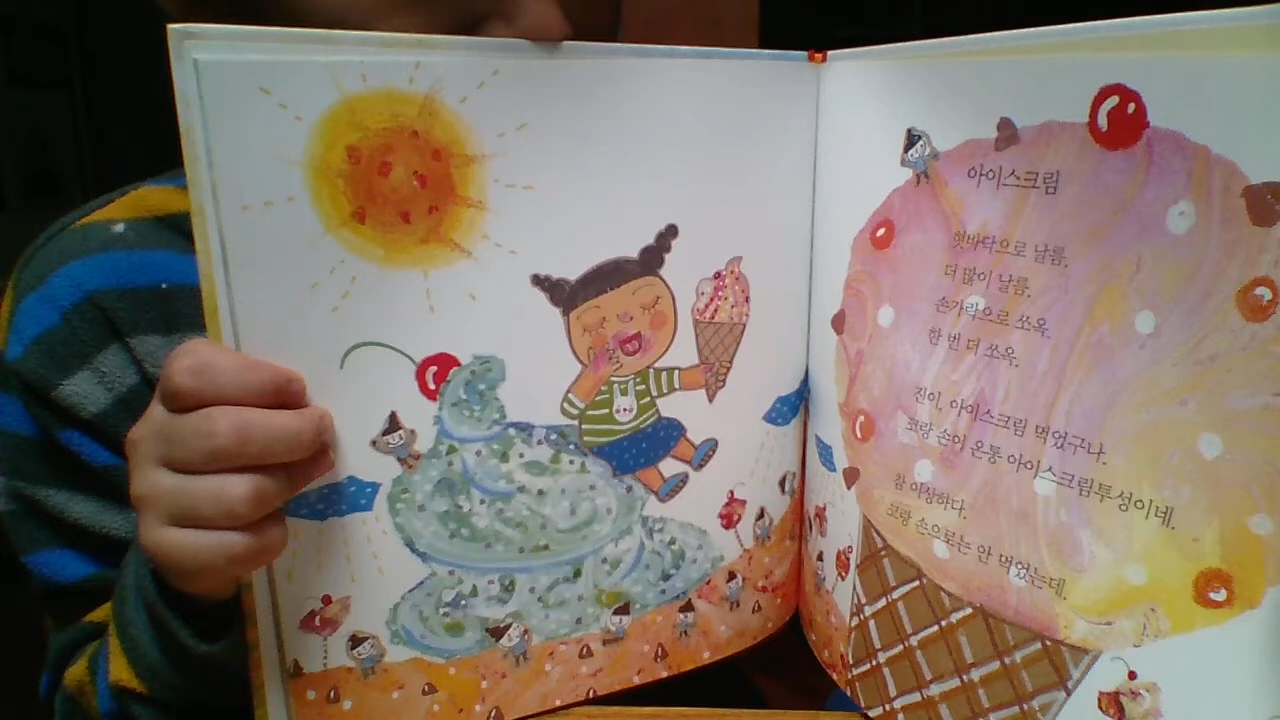 아이스크림
혓바닥으로 날름.
더 많이 날름.
손가락으로 쏘옥.
한 번 더 쏘옥.
진이, 아이스크림 먹었구나.
코랑 손이 온통 아이스크림투성이네.
참 이상하다.
코랑 손으로는 안 먹었는데.